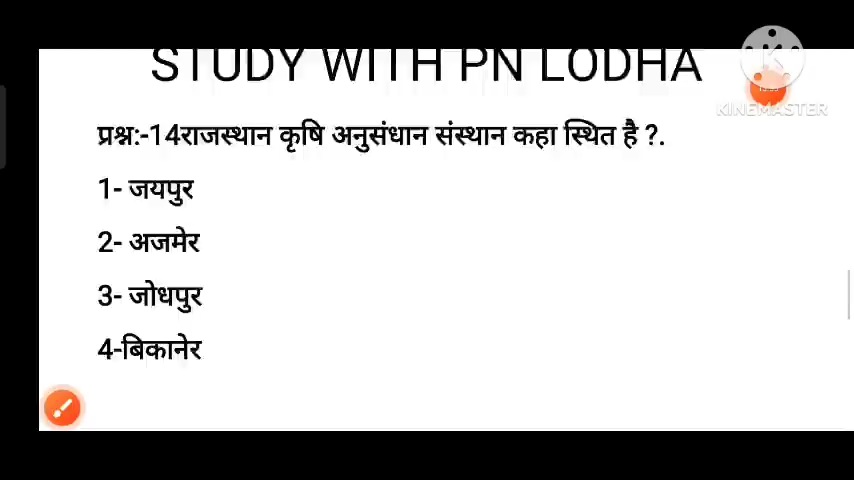 STUDY WITH PN LODHA
KINEMASTER
प्रश्न:-14राजस्थान कृषि अनुसंधान संस्थान कहा स्थित है ?.
1- जयपुर
2- अजमेर
3- जोधपुर
4-बिकानेर